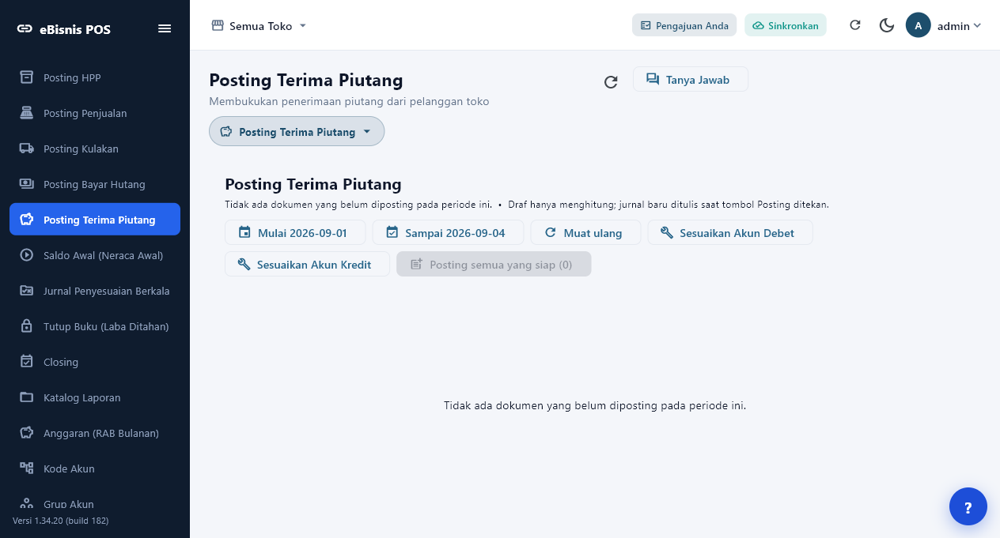 eBisnis POS
Semua Toko
Pengajuan Anda
Sinkronkan
A
admin
Posting HPP
Posting Penjualan
Posting Kulakan
Posting Bayar Hutang
Posting Terima Piutang
Saldo Awal (Neraca Awal)
Jurnal Penyesuaian Berkala
Tutup Buku (Laba Ditahan)
Closing
Katalog Laporan
Anggaran (RAB Bulanan)
Kode Akun
Grup Akun
Versi 1.34.20 (build 182)
Posting Terima Piutang
Tanya Jawab
Membukukan penerimaan piutang dari pelanggan toko
Posting Terima Piutang
Posting Terima Piutang
Tidak ada dokumen yang belum diposting pada periode ini. • Draf hanya menghitung; jurnal baru ditulis saat tombol Posting ditekan.
Mulai 2026-09-01
Sampai 2026-09-04
Muat ulang
Sesuaikan Akun Debet
Sesuaikan Akun Kredit
Posting semua yang siap (0)
Tidak ada dokumen yang belum diposting pada periode ini.
?